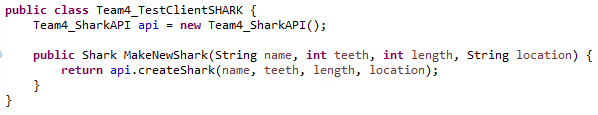 public class Team4_TestClientSHARK {
    Team4_SharkAPI api = new Team4_SharkAPI();
    public Shark MakeNewShark(String name, int teeth, int length, String location) {
        return api.createShark(name, teeth, length, location);
    }
}